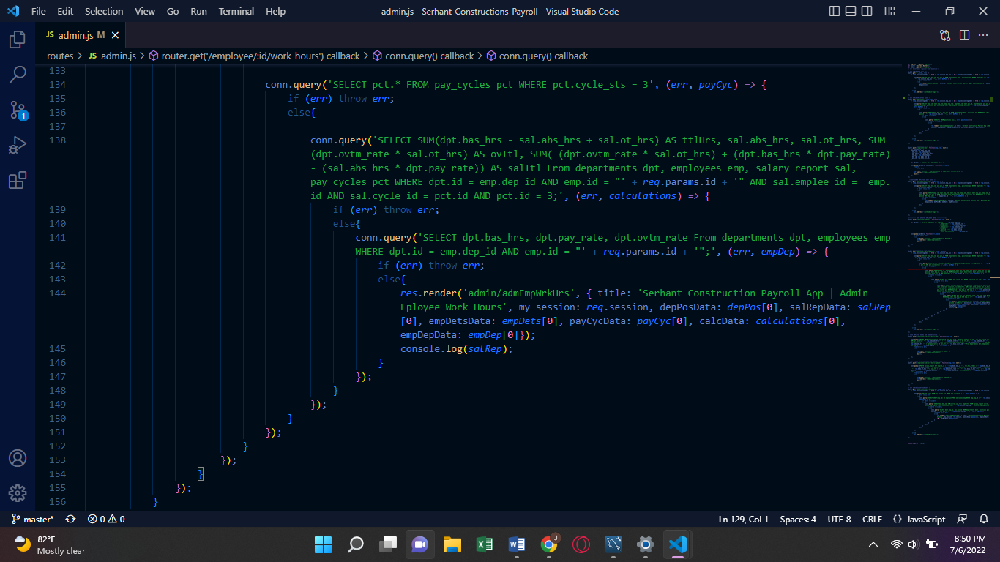 File Edit Selection View Go Run Terminal Help admin.js - Serhant-Constructions-Payroll - Visual Studio Code
JS admin.js M
routes > JS admin.js > router.get('/employee/:id/work-hours') callback > conn.query() callback > conn.query() callback
133
134 conn.query('SELECT pct.* FROM pay_cycles pct WHERE pct.cycle_sts = 3', (err, payCyc) => {
135 if (err) throw err;
136 else{
137
138 conn.query('SELECT SUM(dpt.bas_hrs - sal.abs_hrs + sal.ot_hrs) AS ttlHrs, sal.abs_hrs, sal.ot_hrs, SUM
(dpt.ovtm_rate * sal.ot_hrs) AS ovTtl, SUM( (dpt.ovtm_rate * sal.ot_hrs) + (dpt.bas_hrs * dpt.pay_rate)
- (sal.abs_hrs * dpt.pay_rate)) AS salTtl From departments dpt, employees emp, salary_report sal,
pay_cycles pct WHERE dpt.id = emp.dep_id AND emp.id = "' + req.params.id + '" AND sal.emplee_id =  emp.
id AND sal.cycle_id = pct.id AND pct.id = 3;', (err, calculations) => {
139 if (err) throw err;
140 else{
141 conn.query('SELECT dpt.bas_hrs, dpt.pay_rate, dpt.ovtm_rate From departments dpt, employees emp
WHERE dpt.id = emp.dep_id AND emp.id = "' + req.params.id + '";', (err, empDep) => {
142 if (err) throw err;
143 else{
144 res.render('admin/admEmpWrkHrs', { title: 'Serhant Construction Payroll App | Admin
Eployee Work Hours', my_session: req.session, depPosData: depPos[0], salRepData: salRep
[0], empDetsData: empDets[0], payCycData: payCyc[0], calcData: calculations[0],
empDepData: empDep[0]});
145 console.log(salRep);
146 }
147 });
148 }
149 });
150 }
151 });
152 }
153 });
154 }
155 });
156 }
1
master* 0 0 Ln 129, Col 1 Spaces: 4 UTF-8 CRLF {} JavaScript
82°F
Mostly clear
J
8:50 PM
7/6/2022